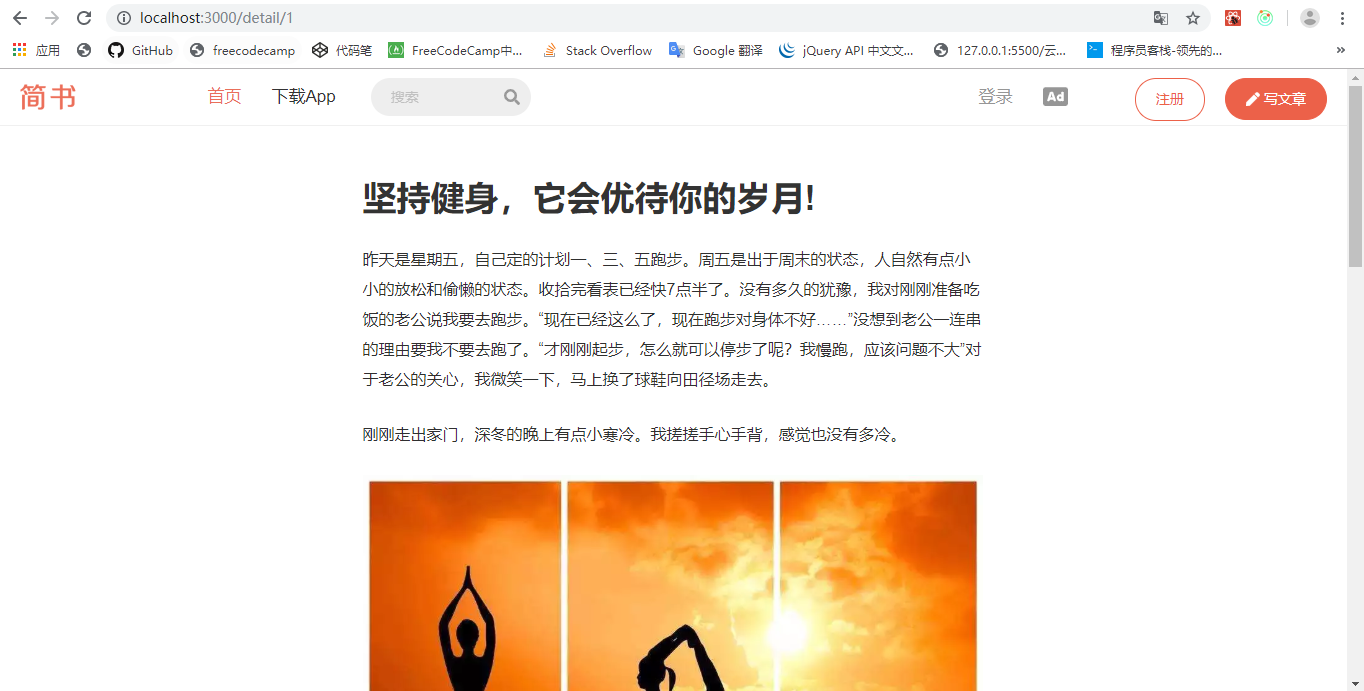 localhost:3000/detail/1
应用 GitHub freecodecamp 代码笔 FreeCodeCamp中... Stack Overflow Google 翻译 jQuery API 中文文... 127.0.0.1:5500/云... 程序员客栈-领先的... »
简书 首页 下载App 搜索 登录 Ad 注册 写文章
坚持健身，它会优待你的岁月!
昨天是星期五，自己定的计划一、三、五跑步。周五是出于周末的状态，人自然有点小
小的放松和偷懒的状态。收拾完看表已经快7点半了。没有多久的犹豫，我对刚刚准备吃
饭的老公说我要去跑步。“现在已经这么了，现在跑步对身体不好……”没想到老公一连串
的理由要我不要去跑了。“才刚刚起步，怎么就可以停步了呢？我慢跑，应该问题不大”对
于老公的关心，我微笑一下，马上换了球鞋向田径场走去。
刚刚走出家门，深冬的晚上有点小寒冷。我搓搓手心手背，感觉也没有多冷。